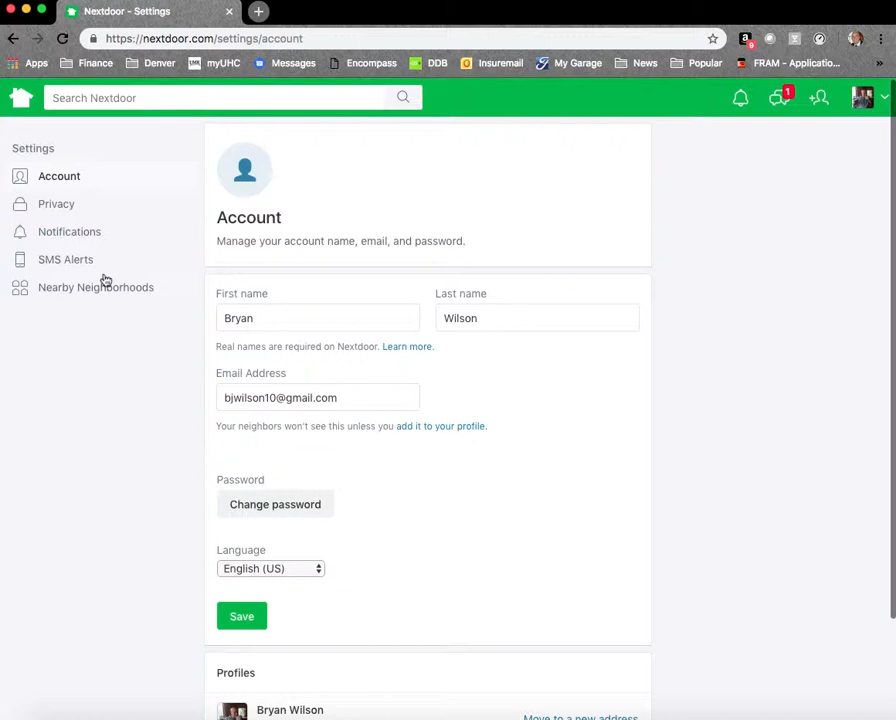 Nextdoor - Settings
https://nextdoor.com/settings/account
9
Apps Finance Denver UHC myUHC Messages Encompass DDB Insuremail My Garage News Popular FRAM - Applicatio... »
Search Nextdoor
1
Settings
Account
Privacy
Notifications
SMS Alerts
Nearby Neighborhoods
Account
Manage your account name, email, and password.
First name Last name
Bryan Wilson
Real names are required on Nextdoor. Learn more.
Email Address
bjwilson10@gmail.com
Your neighbors won't see this unless you add it to your profile.
Password
Change password
Language
English (US)
Save
Profiles
Bryan Wilson
Move to a new address